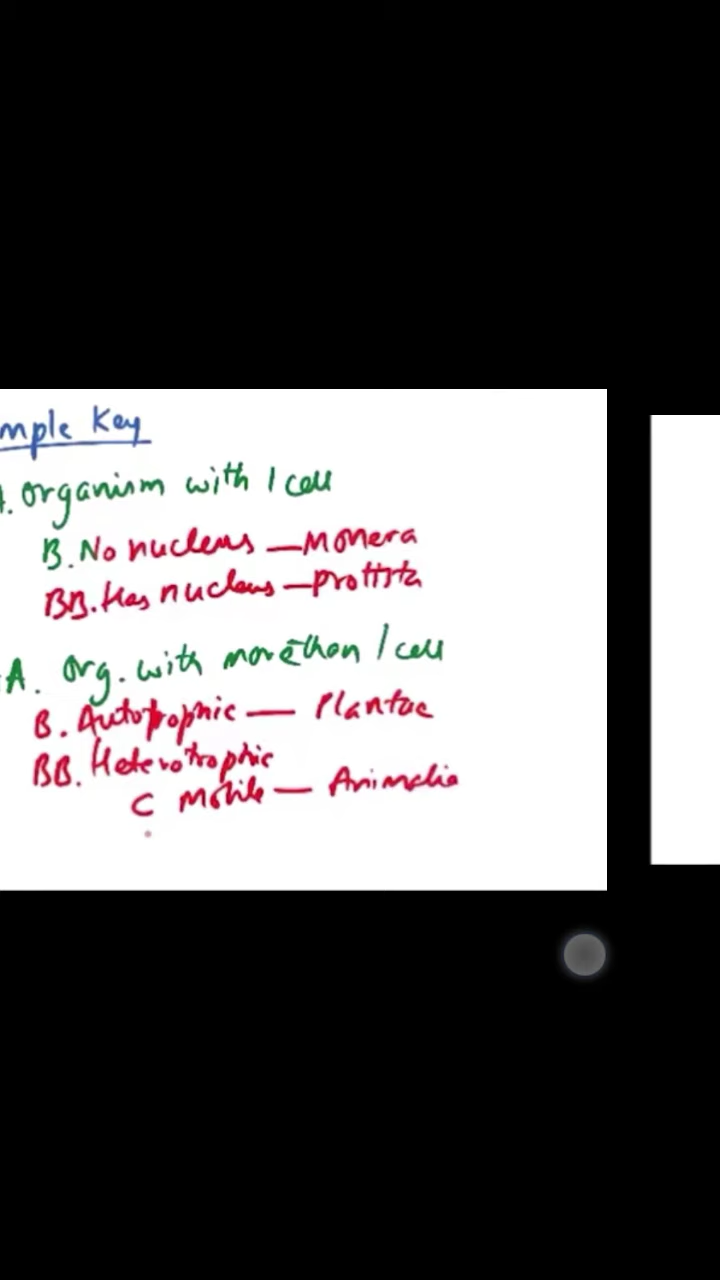 mple Key
A. Organism with 1 cell
B. No nucleus — Monera
BB. Has nucleus — Prottista
A. Org. with more than 1 cell
B. Autotrophic — Plantae
BB. Heterotrophic
C Motile — Animalia